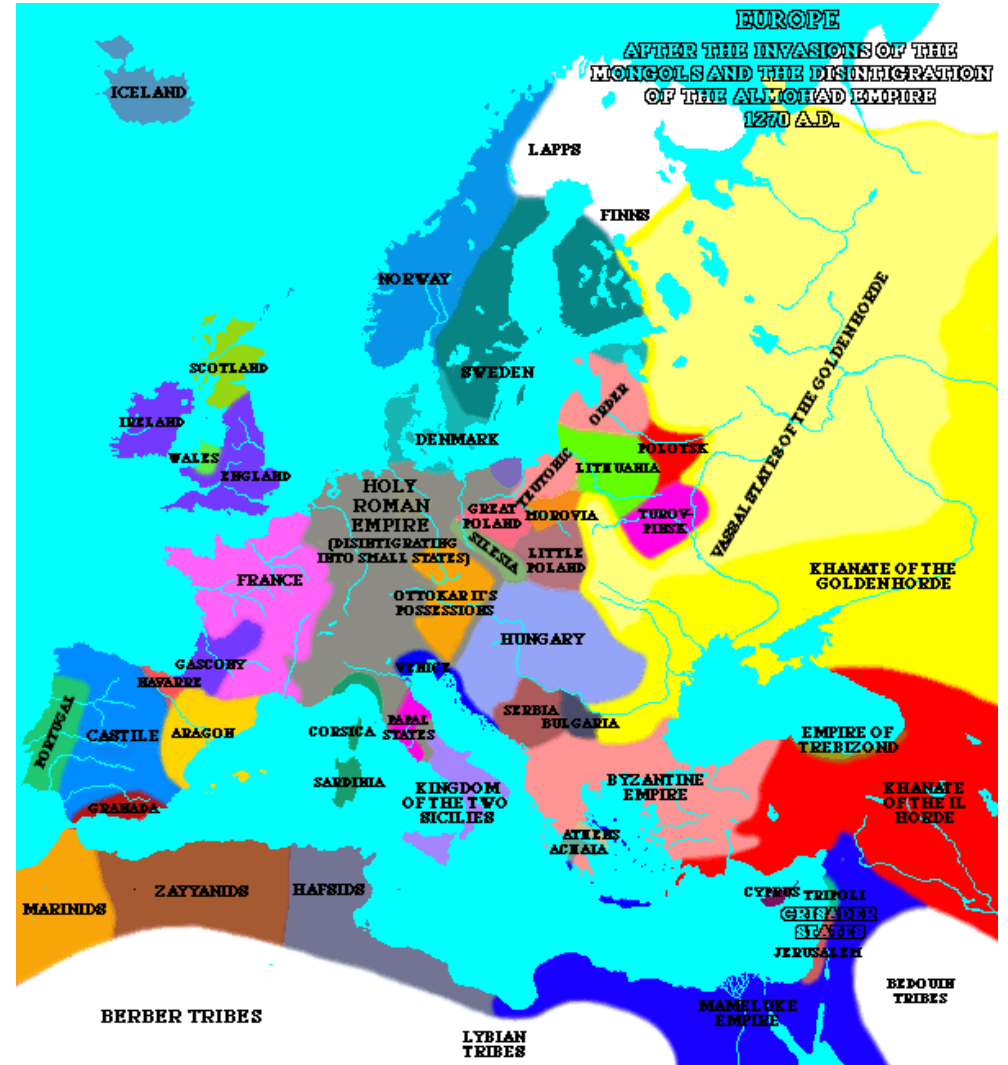 EUROPE
AFTER THE INVASIONS OF THE
MONGOLS AND THE DISINTIGRATION
OF THE ALMOHAD EMPIRE
1270 A.D.
ICELAND
LAPPS
FINNS
NORWAY
SWEDEN
SCOTLAND
IRELAND
WALES
ENGLAND
DENMARK
ORDER
TEUTONIC
POLOTSK
LITHUANIA
TUROV-
PINSK
VASSAL STATES OF THE GOLDEN HORDE
KHANATE OF THE
GOLDEN HORDE
HOLY
ROMAN
EMPIRE
(DISINTIGRATING
INTO SMALL STATES)
GREAT
POLAND
MOROVIA
SILESIA
LITTLE
POLAND
FRANCE
OTTOKAR II'S
POSSESSIONS
HUNGARY
GASCONY
NAVARRE
VENICE
PORTUGAL
CASTILE
ARAGON
GRANADA
CORSICA
SARDINIA
PAPAL
STATES
SERBIA
BULGARIA
KINGDOM
OF THE TWO
SICILIES
BYZANTINE
EMPIRE
EMPIRE OF
TREBIZOND
KHANATE
OF THE IL
HORDE
ATHENS
ACHAIA
MARINIDS
ZAYYANIDS
HAFSIDS
CYPRUS
TRIPOLI
CRISADER
STATES
JERUSALEM
BERBER TRIBES
LYBIAN
TRIBES
MAMELUKE
EMPIRE
BEDOUIN
TRIBES